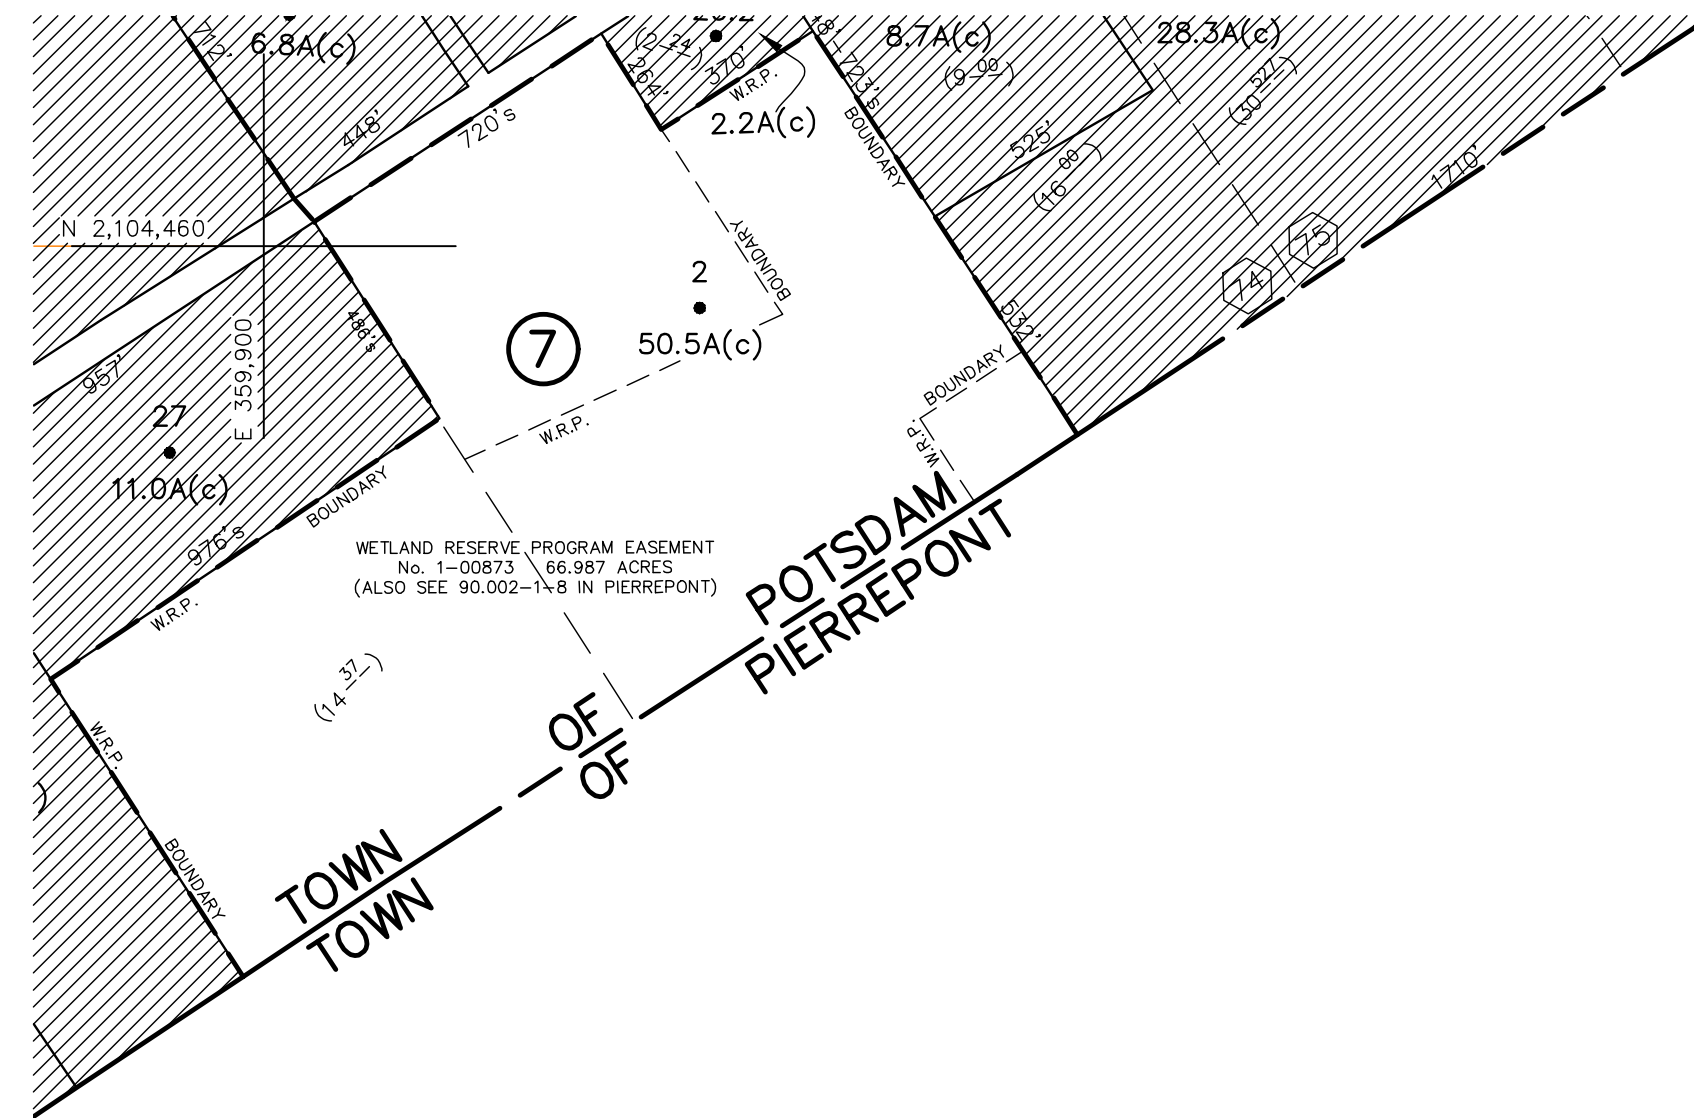 712'
6.8A(c)
(2 24)
370'
264'
W.R.P.
2.2A(c)
723's
8.7A(c)
(9 00)
28.3A(c)
(30 527)
448'
720's
BOUNDARY
525'
(16 00)
1710'
N 2,104,460
BOUNDARY
75
74
2
50.5A(c)
7
486's
E 359,900
957'
27
11.0A(c)
532'
BOUNDARY
W.R.P.
W.R.P.
BOUNDARY
976's
W.R.P.
WETLAND RESERVE PROGRAM EASEMENT
No. 1-00873 66.987 ACRES
(ALSO SEE 90.002-1-8 IN PIERREPONT)
(14 37)
W.R.P.
BOUNDARY
TOWN OF POTSDAM
TOWN OF PIERREPONT